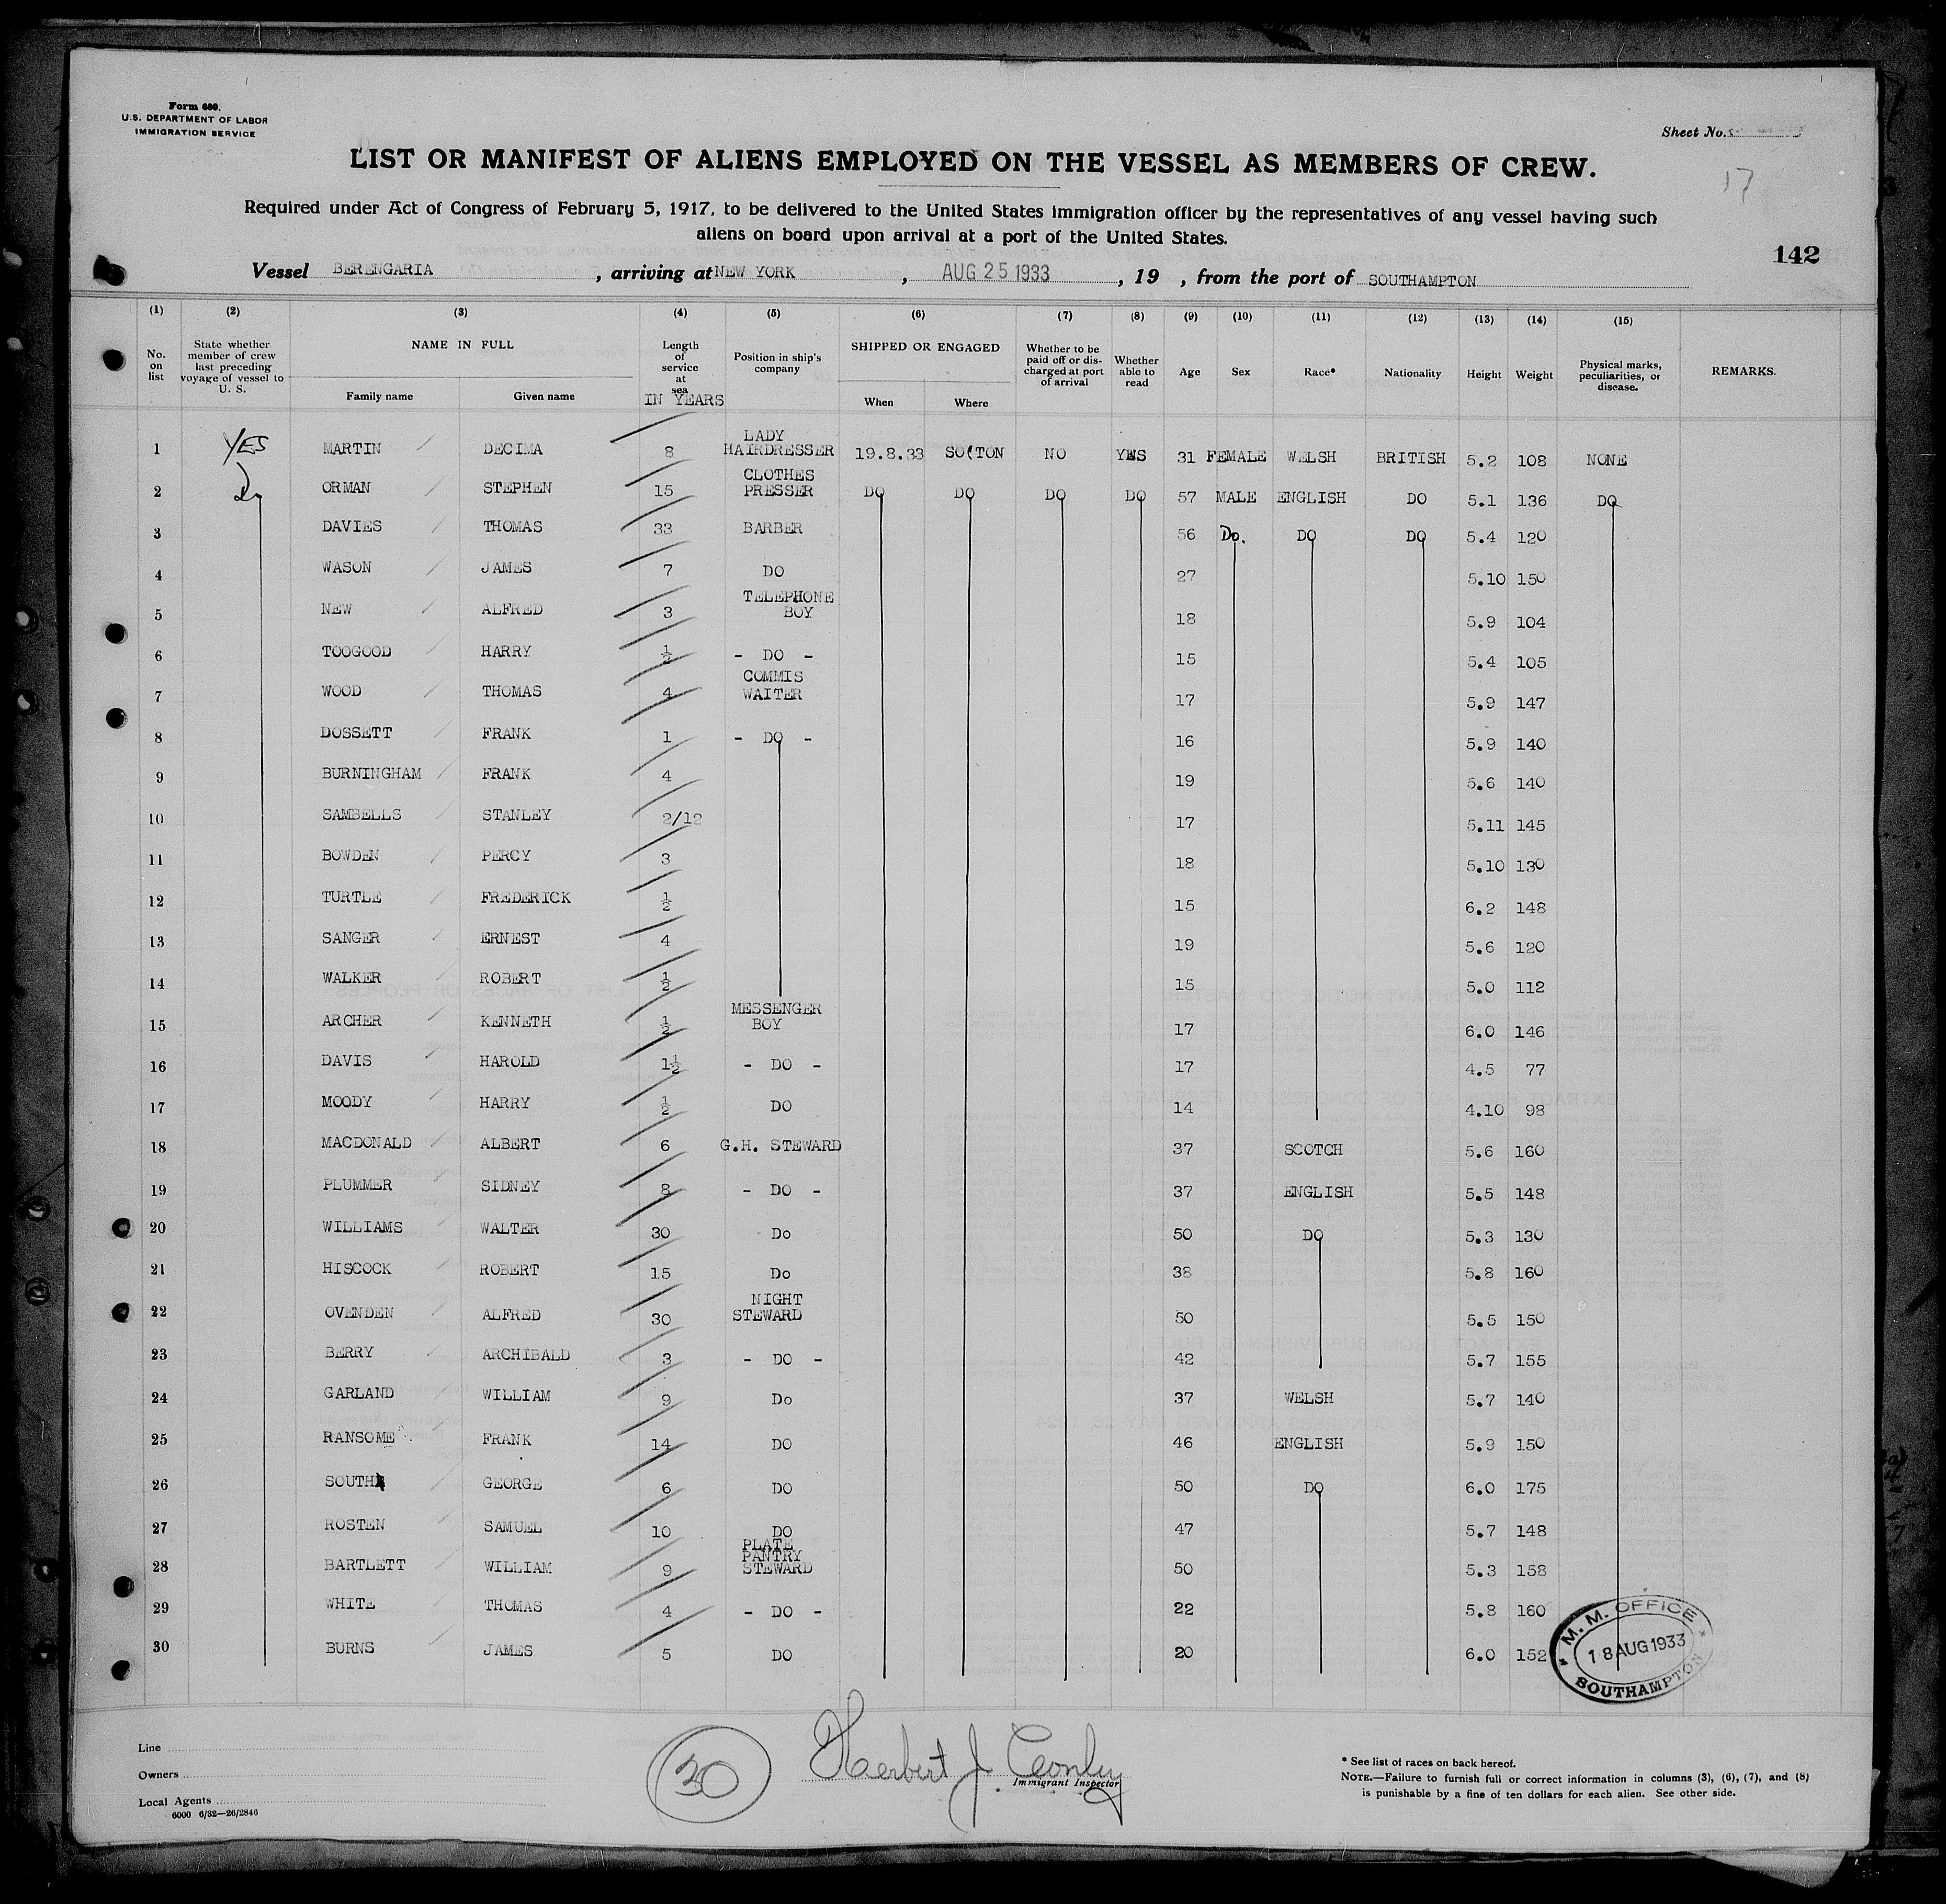 Form 680.
U.S. DEPARTMENT OF LABOR
IMMIGRATION SERVICE
Sheet No.
LIST OR MANIFEST OF ALIENS EMPLOYED ON THE VESSEL AS MEMBERS OF CREW.
17
Required under Act of Congress of February 5, 1917, to be delivered to the United States immigration officer by the representatives of any vessel having such
aliens on board upon arrival at a port of the United States.
142
Vessel BERENGARIA, arriving at NEW YORK, AUG 25 1933, 19 , from the port of SOUTHAMPTON
(1) (2) (3) (4) (5) (6) (7) (8) (9) (10) (11) (12) (13) (14) (15)
No. on list State whether member of crew last preceding voyage of vessel to U. S. NAME IN FULL Family name Given name Length of service at sea IN YEARS Position in ship's company SHIPPED OR ENGAGED When Where Whether to be paid off or discharged at port of arrival Whether able to read Age Sex Race* Nationality Height Weight Physical marks, peculiarities, or disease. REMARKS.
1 YES MARTIN DECIMA 8 LADY HAIRDRESSER 19.8.33 SO'TON NO YES 31 FEMALE WELSH BRITISH 5.2 108 NONE
2 Do ORMAN STEPHEN 15 CLOTHES PRESSER DO DO DO DO 57 MALE ENGLISH DO 5.1 136 DO
3 DAVIES THOMAS 33 BARBER 56 Do. DO DO 5.4 120
4 WASON JAMES 7 DO 27 5.10 150
5 NEW ALFRED 3 TELEPHONE BOY 18 5.9 104
6 TOOGOOD HARRY ½ - DO - 15 5.4 105
7 WOOD THOMAS 4 COMMIS WAITER 17 5.9 147
8 DOSSETT FRANK 1 - DO - 16 5.9 140
9 BURNINGHAM FRANK 4 19 5.6 140
10 SAMBELLS STANLEY 2/12 17 5.11 145
11 BOWDEN PERCY 3 18 5.10 130
12 TURTLE FREDERICK ½ 15 6.2 148
13 SANGER ERNEST 4 19 5.6 120
14 WALKER ROBERT ½ 15 5.0 112
15 ARCHER KENNETH ½ MESSENGER BOY 17 6.0 146
16 DAVIS HAROLD 1½ - DO - 17 4.5 77
17 MOODY HARRY ½ DO 14 4.10 98
18 MACDONALD ALBERT 6 G.H. STEWARD 37 SCOTCH 5.6 160
19 PLUMMER SIDNEY 8 - DO - 37 ENGLISH 5.5 148
20 WILLIAMS WALTER 30 Do 50 DO 5.3 130
21 HISCOCK ROBERT 15 Do 38 5.8 160
22 OVENDEN ALFRED 30 NIGHT STEWARD 50 5.5 150
23 BERRY ARCHIBALD 3 - DO - 42 5.7 155
24 GARLAND WILLIAM 9 Do 37 WELSH 5.7 140
25 RANSOME FRANK 14 DO 46 ENGLISH 5.9 150
26 SOUTH GEORGE 6 DO 50 DO 6.0 175
27 ROSTEN SAMUEL 10 DO 47 5.7 148
28 BARTLETT WILLIAM 9 PLATE PANTRY STEWARD 50 5.3 158
29 WHITE THOMAS 4 - DO - 22 5.8 160
30 BURNS JAMES 5 DO 20 6.0 152
M. M. OFFICE
18 AUG 1933
SOUTHAMPTON
Line
Owners
Local Agents
6000 6/32—26/2846
30
Herbert J. Conley
Immigrant Inspector
* See list of races on back hereof.
NOTE.—Failure to furnish full or correct information in columns (3), (6), (7), and (8)
is punishable by a fine of ten dollars for each alien. See other side.